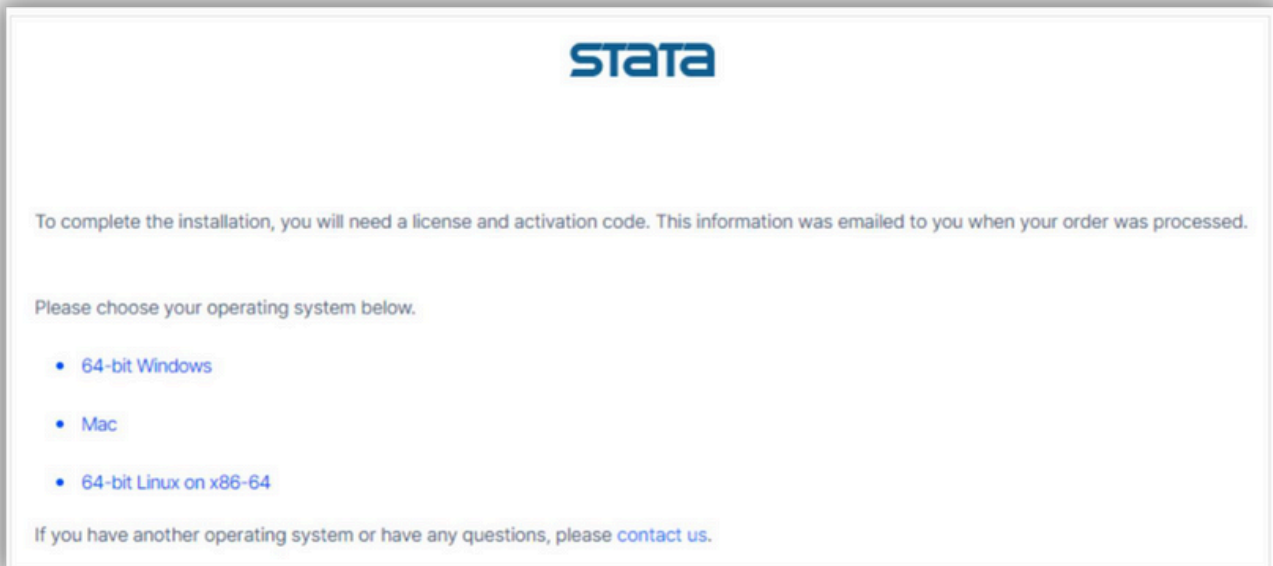 stata
To complete the installation, you will need a license and activation code. This information was emailed to you when your order was processed.
Please choose your operating system below.
• 64-bit Windows
• Mac
• 64-bit Linux on x86-64
If you have another operating system or have any questions, please contact us.